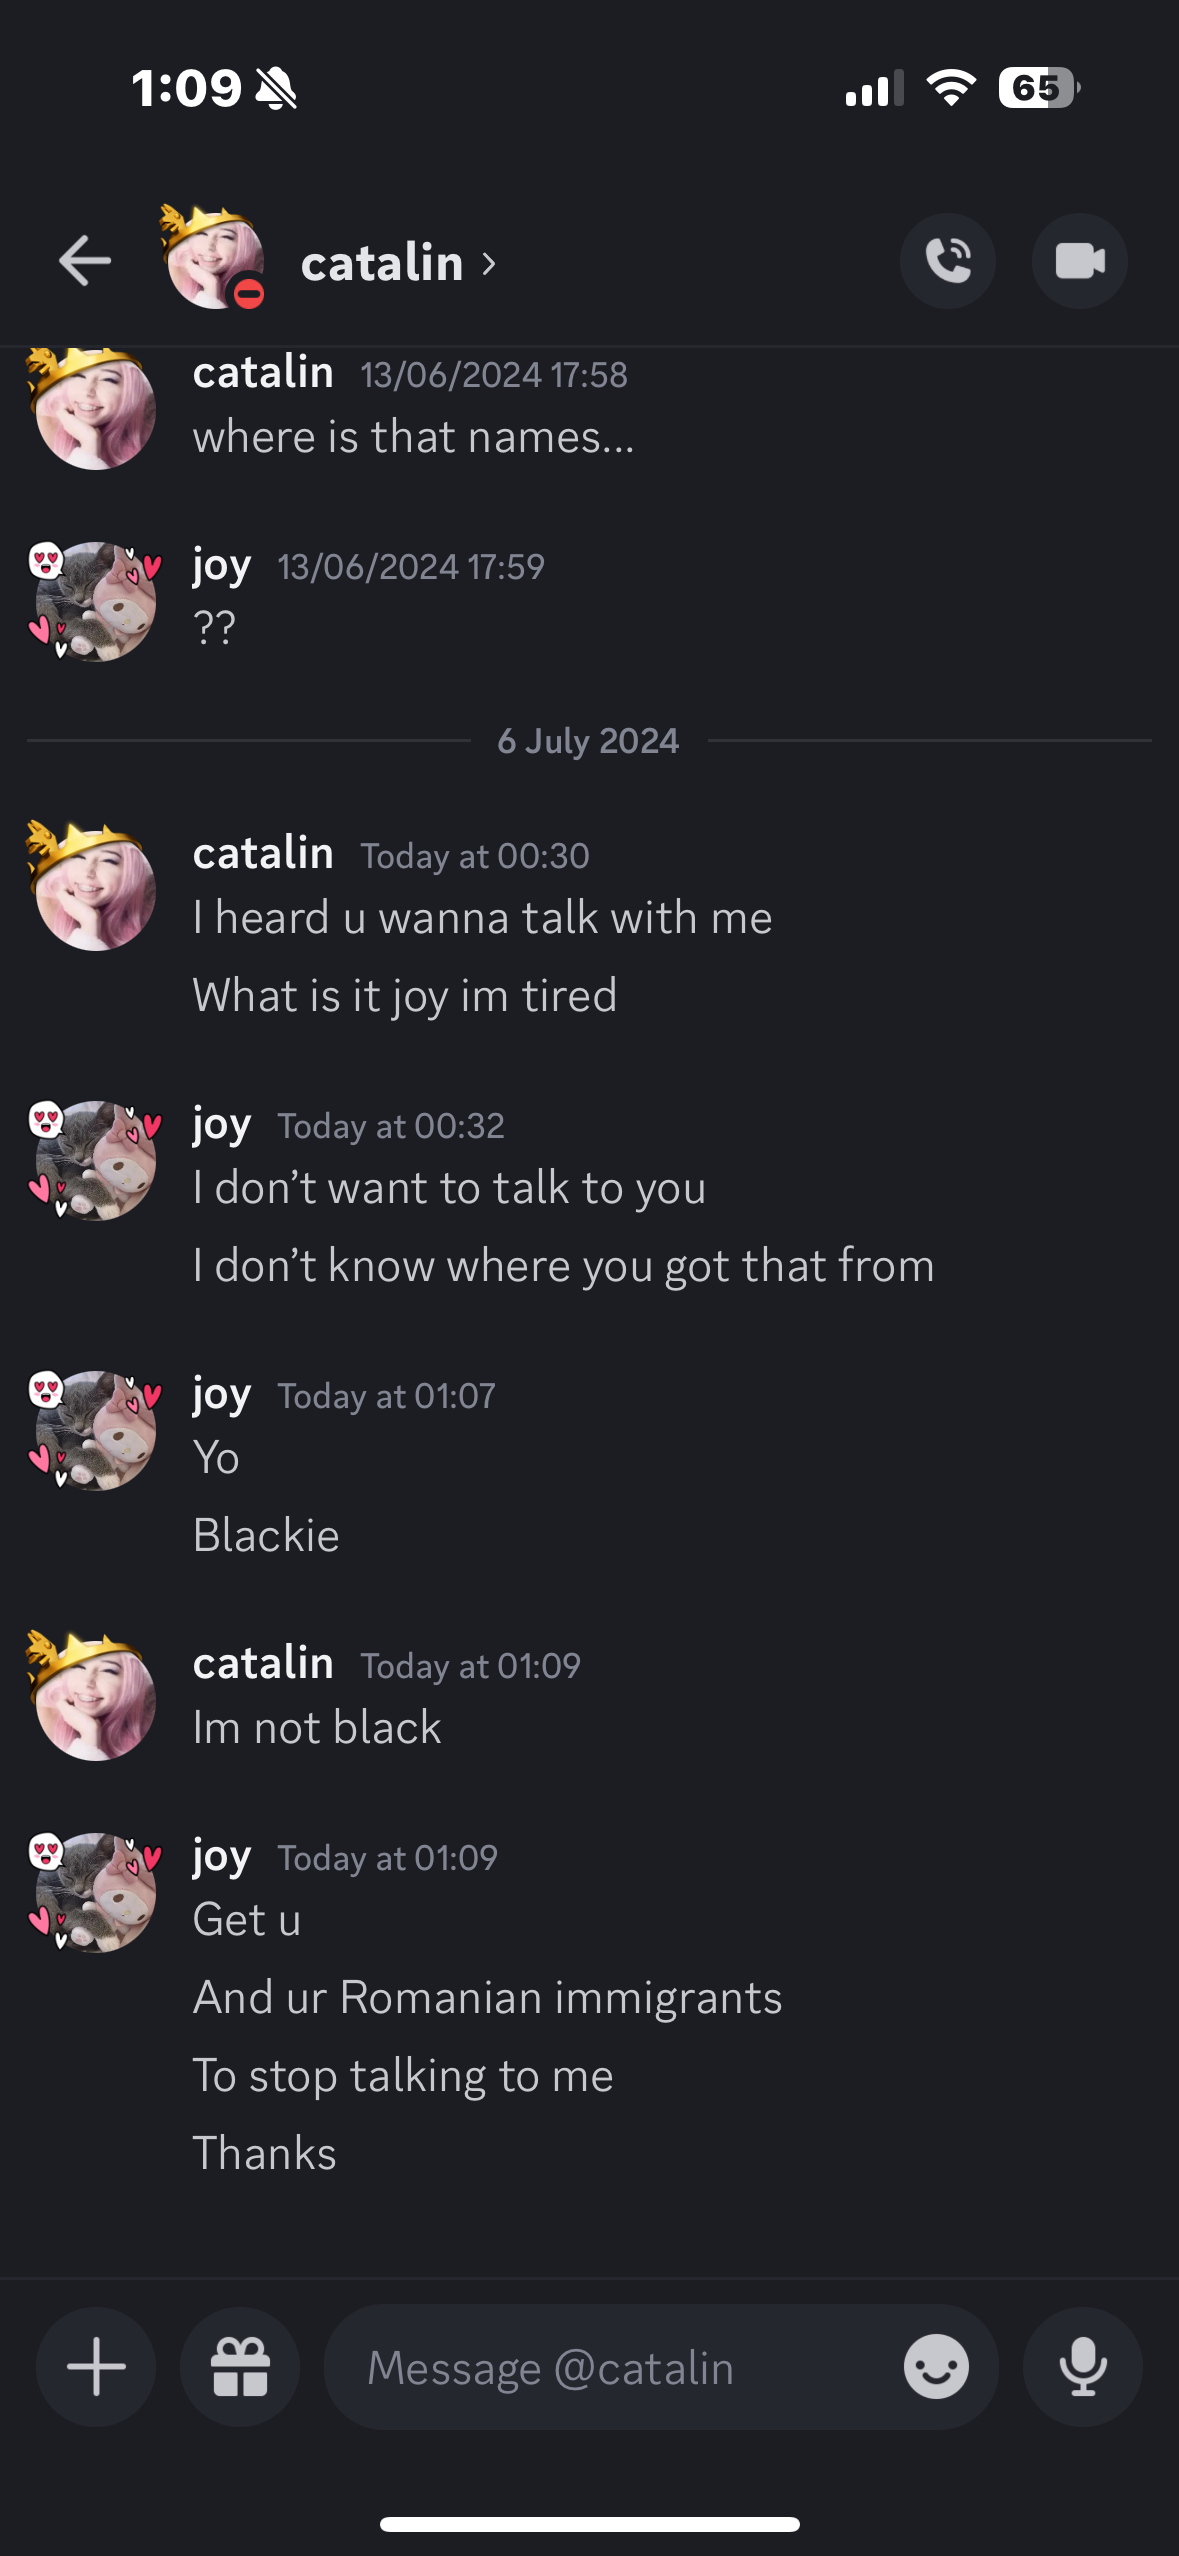 1:09
65
catalin
catalin 13/06/2024 17:58
where is that names...
joy 13/06/2024 17:59
??
6 July 2024
catalin Today at 00:30
I heard u wanna talk with me
What is it joy im tired
joy Today at 00:32
I don’t want to talk to you
I don’t know where you got that from
joy Today at 01:07
Yo
Blackie
catalin Today at 01:09
Im not black
joy Today at 01:09
Get u
And ur Romanian immigrants
To stop talking to me
Thanks
Message @catalin